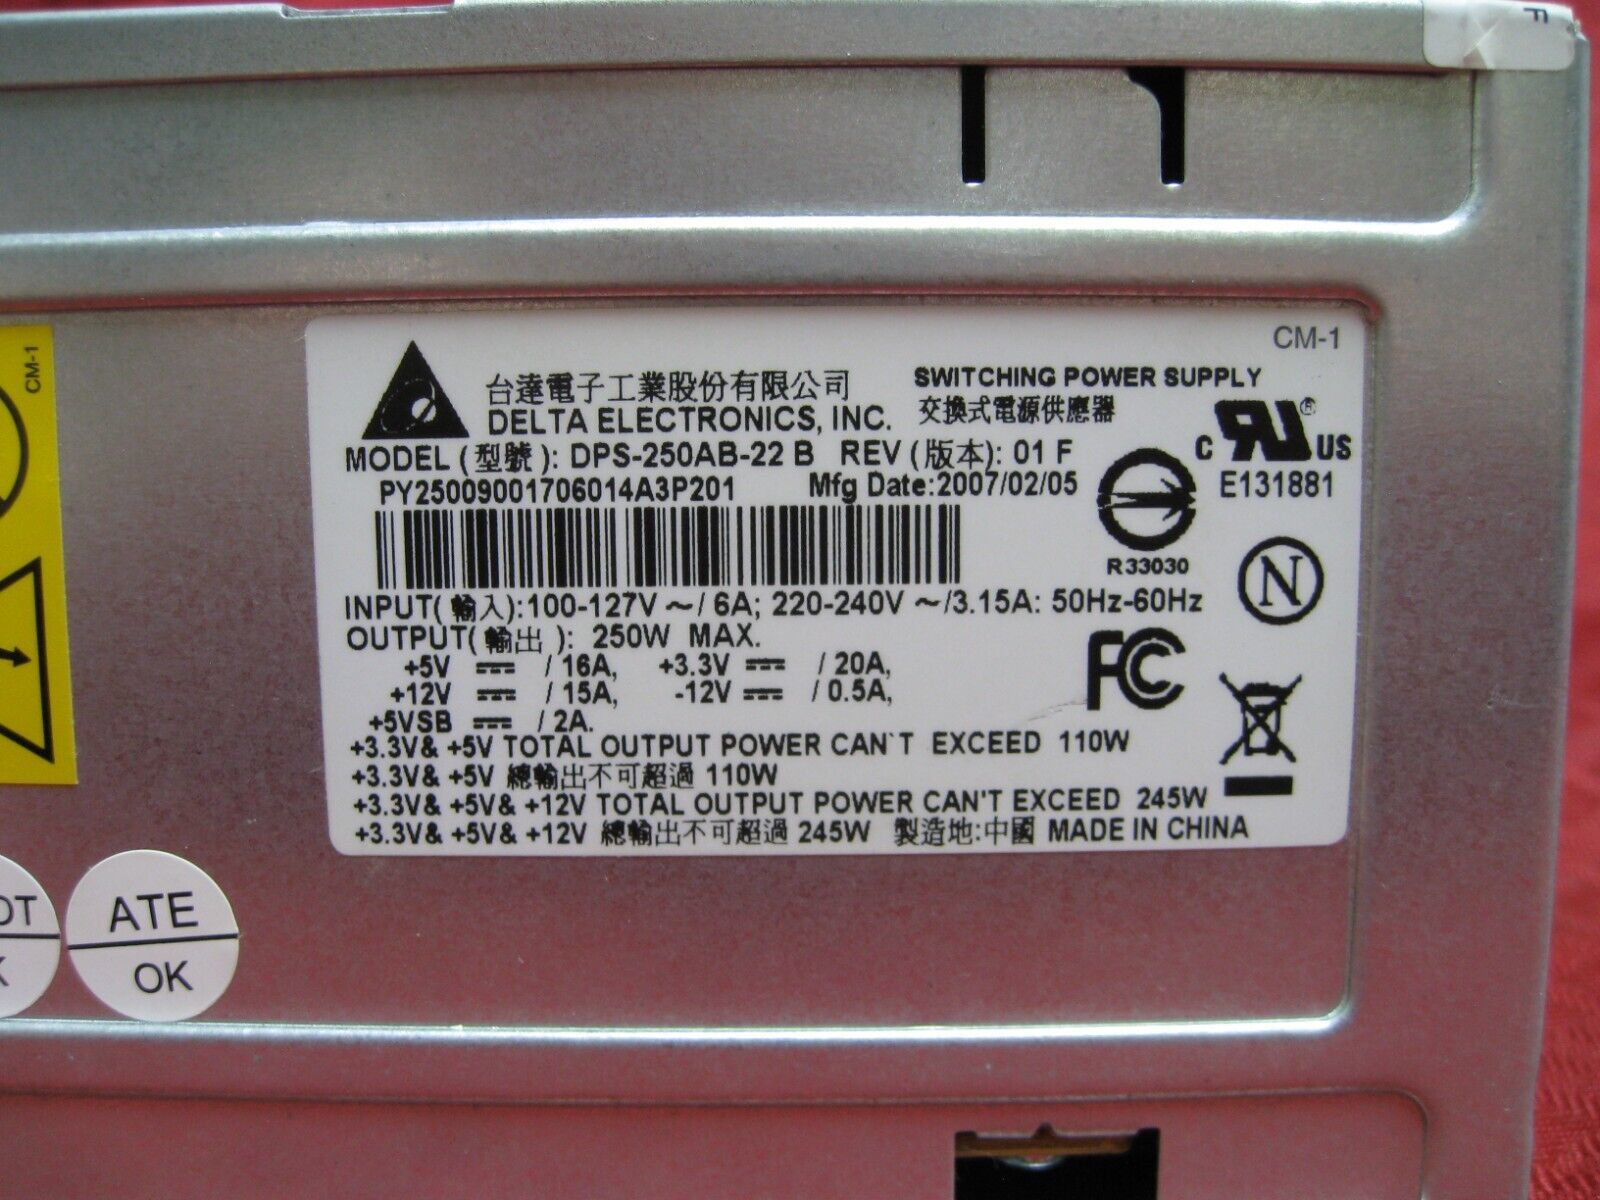 F
CM-1
CM-1
台達電子工業股份有限公司
DELTA ELECTRONICS, INC.
SWITCHING POWER SUPPLY
交換式電源供應器
MODEL (型號): DPS-250AB-22 B REV (版本): 01 F
PY25009001706014A3P201 Mfg Date:2007/02/05
C UR ® US
E131881
R33030
N
INPUT(輸入):100-127V ~/ 6A; 220-240V ~/3.15A: 50Hz-60Hz
OUTPUT(輸出): 250W MAX.
+5V ⎓ / 16A, +3.3V ⎓ / 20A,
+12V ⎓ / 15A, -12V ⎓ / 0.5A,
+5VSB ⎓ / 2A.
FC
+3.3V& +5V TOTAL OUTPUT POWER CAN`T EXCEED 110W
+3.3V& +5V 總輸出不可超過 110W
+3.3V& +5V& +12V TOTAL OUTPUT POWER CAN'T EXCEED 245W
+3.3V& +5V& +12V 總輸出不可超過 245W 製造地:中國 MADE IN CHINA
ATE
OK